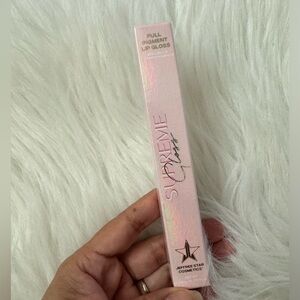 FULL
PIGMENT
LIP GLOSS
SUPREME
Gloss
JEFFREE STAR
COSMETICS